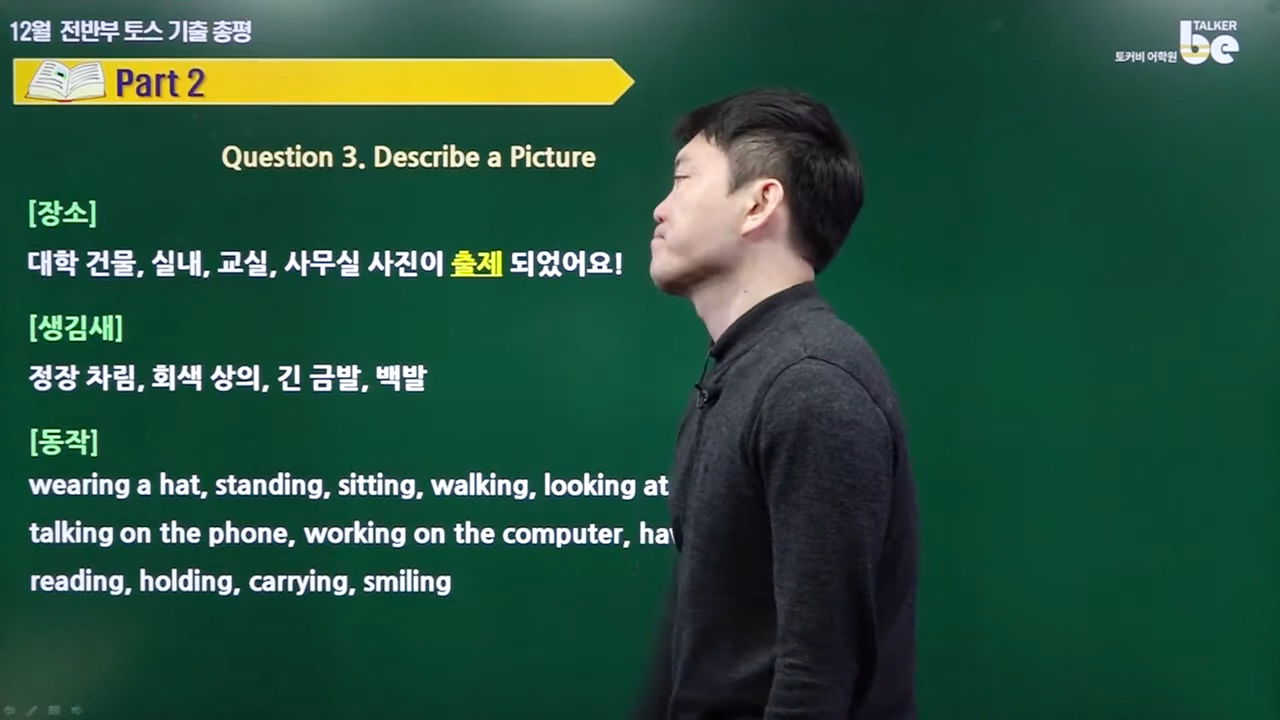 12월 전반부 토스 기출 총평
TALKER
be
토커비 어학원
Part 2
Question 3. Describe a Picture
[장소]
대학 건물, 실내, 교실, 사무실 사진이 출제 되었어요!
[생김새]
정장 차림, 회색 상의, 긴 금발, 백발
[동작]
wearing a hat, standing, sitting, walking, looking at
talking on the phone, working on the computer,
reading, holding, carrying, smiling